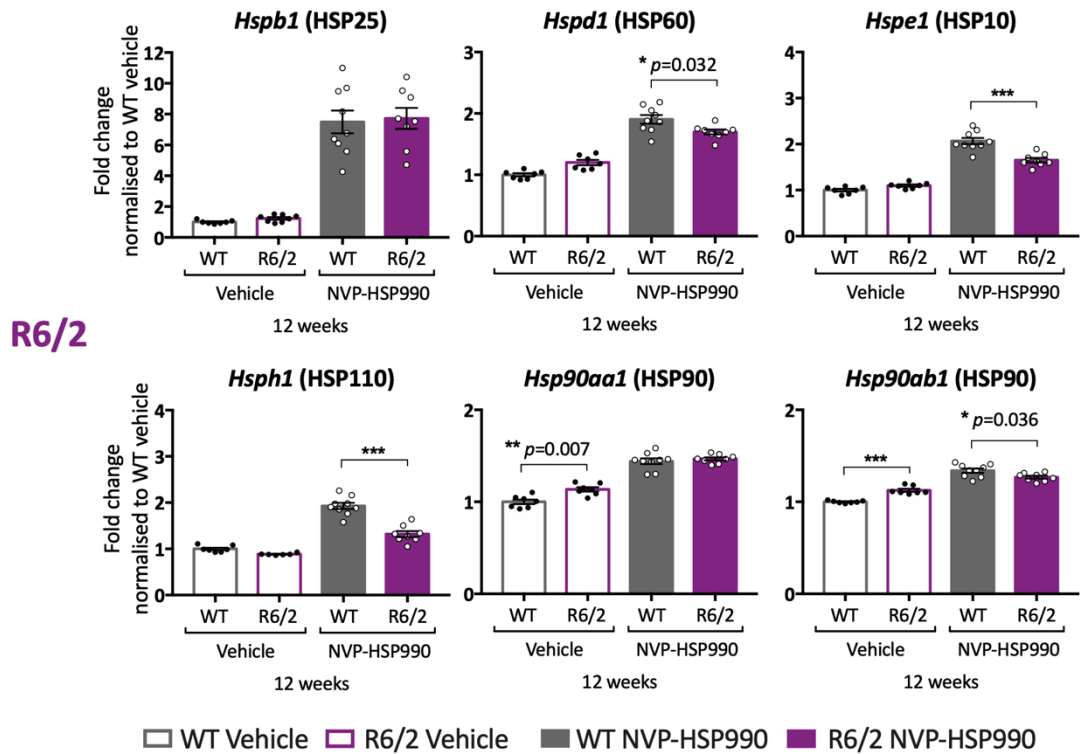 Hspb1 (HSP25)
Fold change
normalised to WT vehicle
12
10
8
6
4
2
0
WT R6/2 WT R6/2
Vehicle NVP-HSP990
12 weeks
Hspd1 (HSP60)
* p=0.032
3
2
1
0
WT R6/2 WT R6/2
Vehicle NVP-HSP990
12 weeks
Hspe1 (HSP10)
***
4
3
2
1
0
WT R6/2 WT R6/2
Vehicle NVP-HSP990
12 weeks
R6/2
Hsph1 (HSP110)
Fold change
normalised to WT vehicle
***
4
3
2
1
0
WT R6/2 WT R6/2
Vehicle NVP-HSP990
12 weeks
Hsp90aa1 (HSP90)
** p=0.007
2
1
0
WT R6/2 WT R6/2
Vehicle NVP-HSP990
12 weeks
Hsp90ab1 (HSP90)
* p=0.036
***
2
1
0
WT R6/2 WT R6/2
Vehicle NVP-HSP990
12 weeks
WT Vehicle R6/2 Vehicle WT NVP-HSP990 R6/2 NVP-HSP990